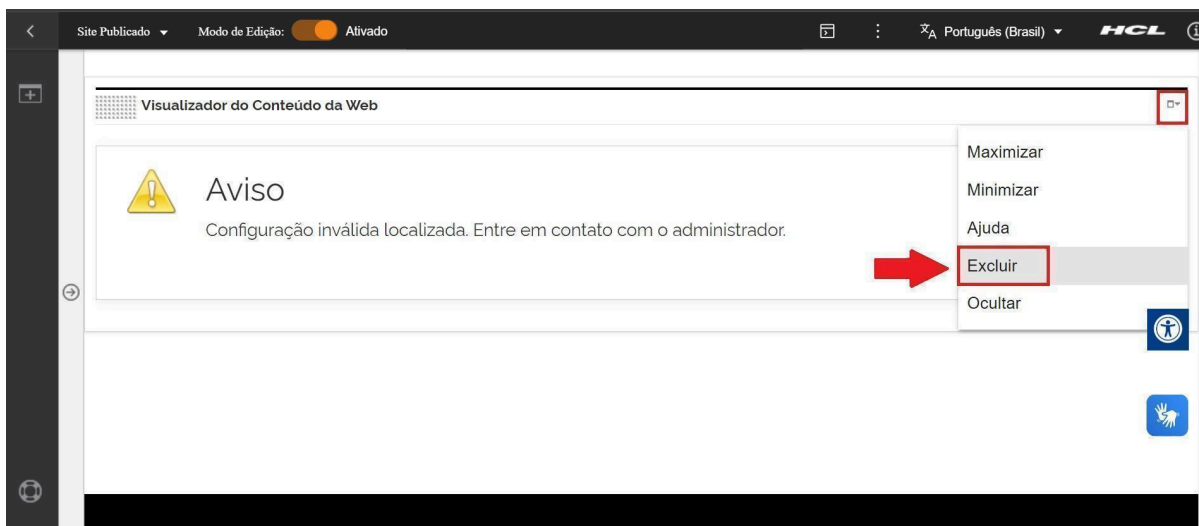 Site Publicado Modo de Edição: Ativado Português (Brasil) HCL
Visualizador do Conteúdo da Web
Aviso
Configuração inválida localizada. Entre em contato com o administrador.
Maximizar
Minimizar
Ajuda
Excluir
Ocultar